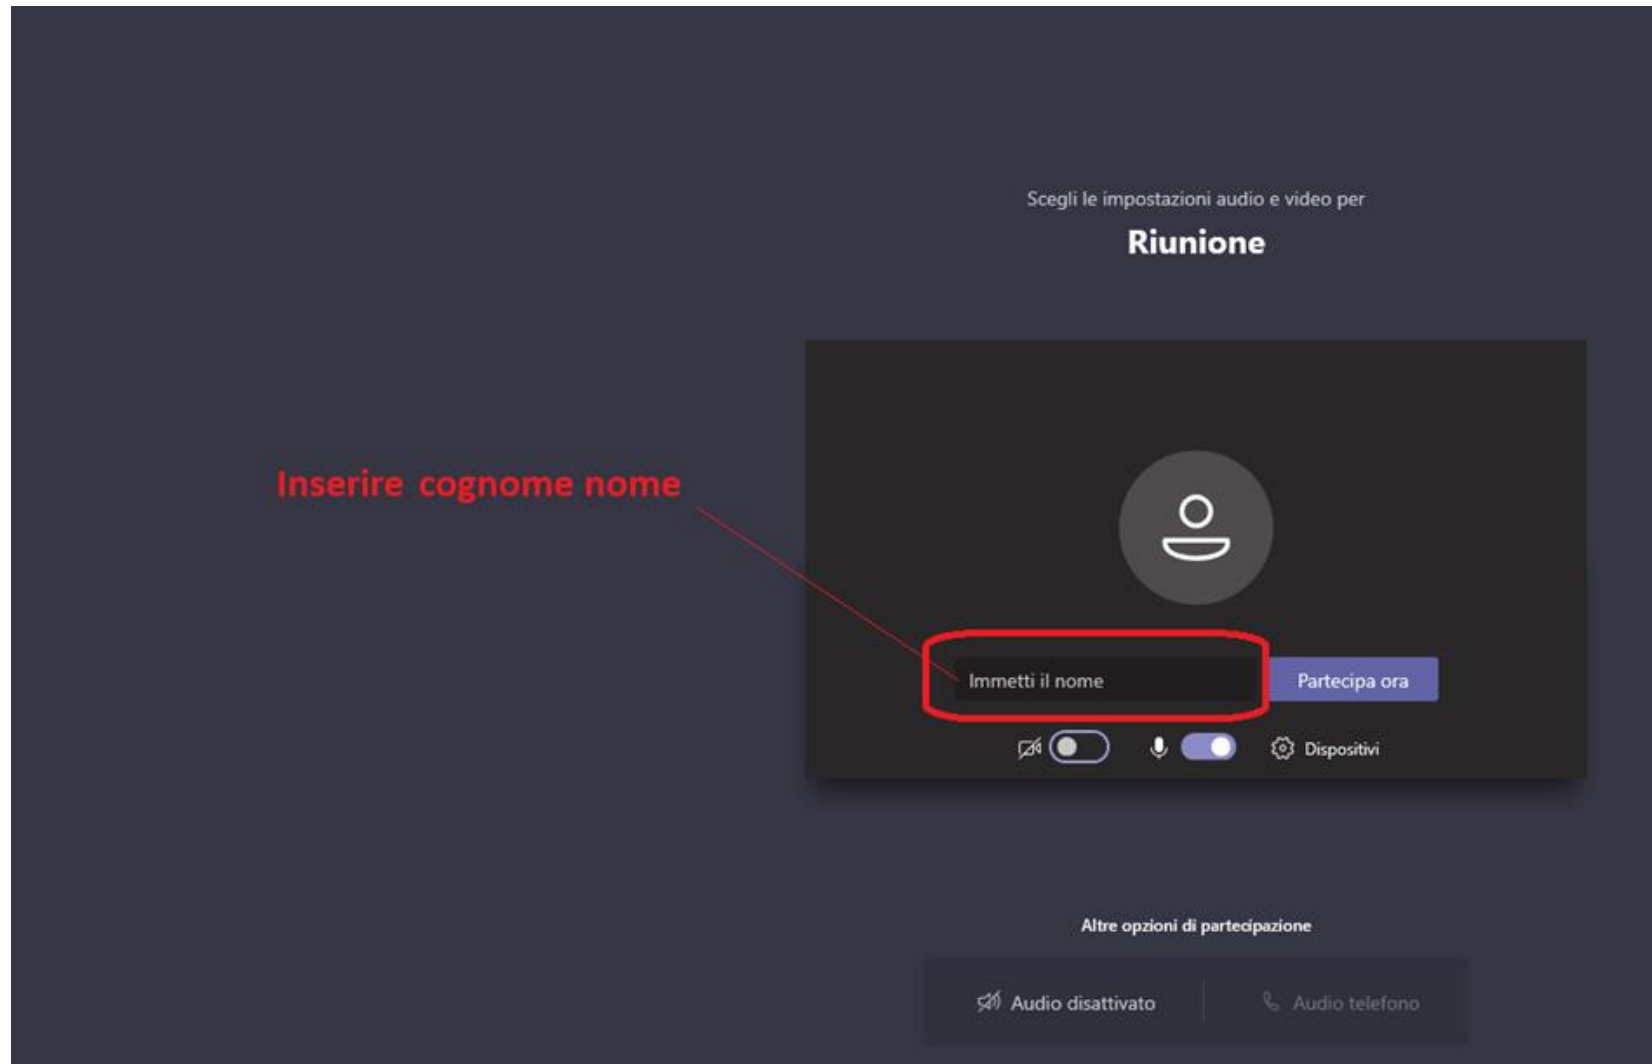 Scegli le impostazioni audio e video per
Riunione
Inserire cognome nome
Immetti il nome
Partecipa ora
Dispositivi
Altre opzioni di partecipazione
Audio disattivato
Audio telefono